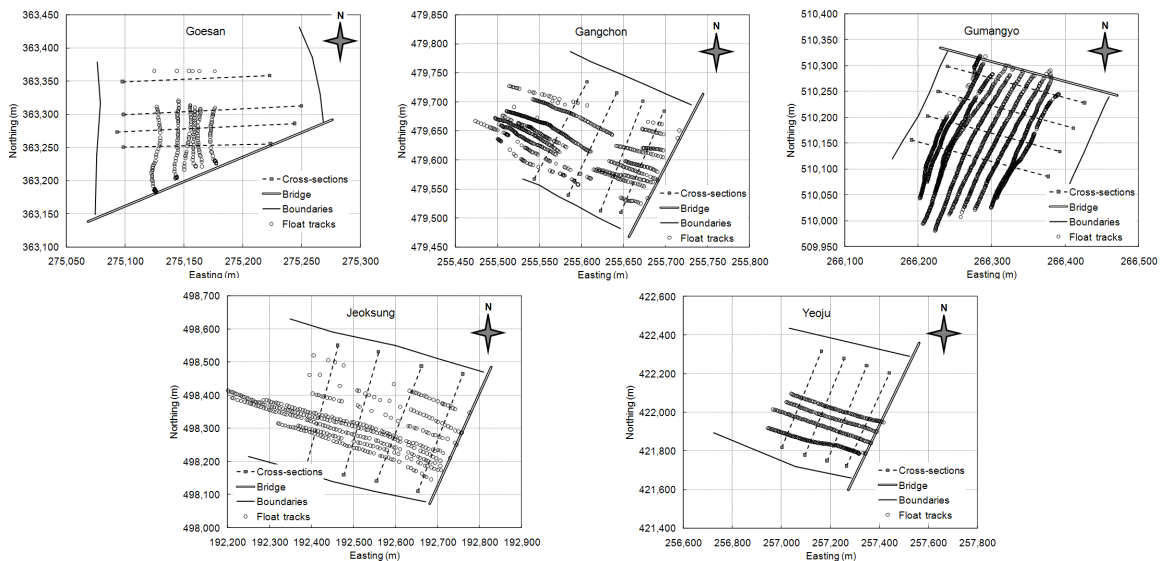 Goesan
N
363,450
363,400
363,350
363,300
363,250
363,200
363,150
363,100
Northing (m)
Cross-sections
Bridge
Boundaries
Float tracks
275,050
275,100
275,150
275,200
275,250
275,300
Easting (m)
Gangchon
N
479,850
479,800
479,750
479,700
479,650
479,600
479,550
479,500
479,450
Northing (m)
Cross-sections
Bridge
Boundaries
Float tracks
255,450
255,500
255,550
255,600
255,650
255,700
255,750
255,800
Easting (m)
Gumangyo
N
510,400
510,350
510,300
510,250
510,200
510,150
510,100
510,050
510,000
509,950
Northing (m)
Cross-sections
Bridge
Boundaries
Float tracks
266,100
266,200
266,300
266,400
266,500
Easting (m)
Jeoksung
N
498,700
498,600
498,500
498,400
498,300
498,200
498,100
498,000
Northing (m)
Cross-sections
Bridge
Boundaries
Float tracks
192,200
192,300
192,400
192,500
192,600
192,700
192,800
192,900
Easting (m)
Yeoju
N
422,600
422,400
422,200
422,000
421,800
421,600
421,400
Northing (m)
Cross-sections
Bridge
Boundaries
Float tracks
256,600
256,800
257,000
257,200
257,400
257,600
257,800
Easting (m)